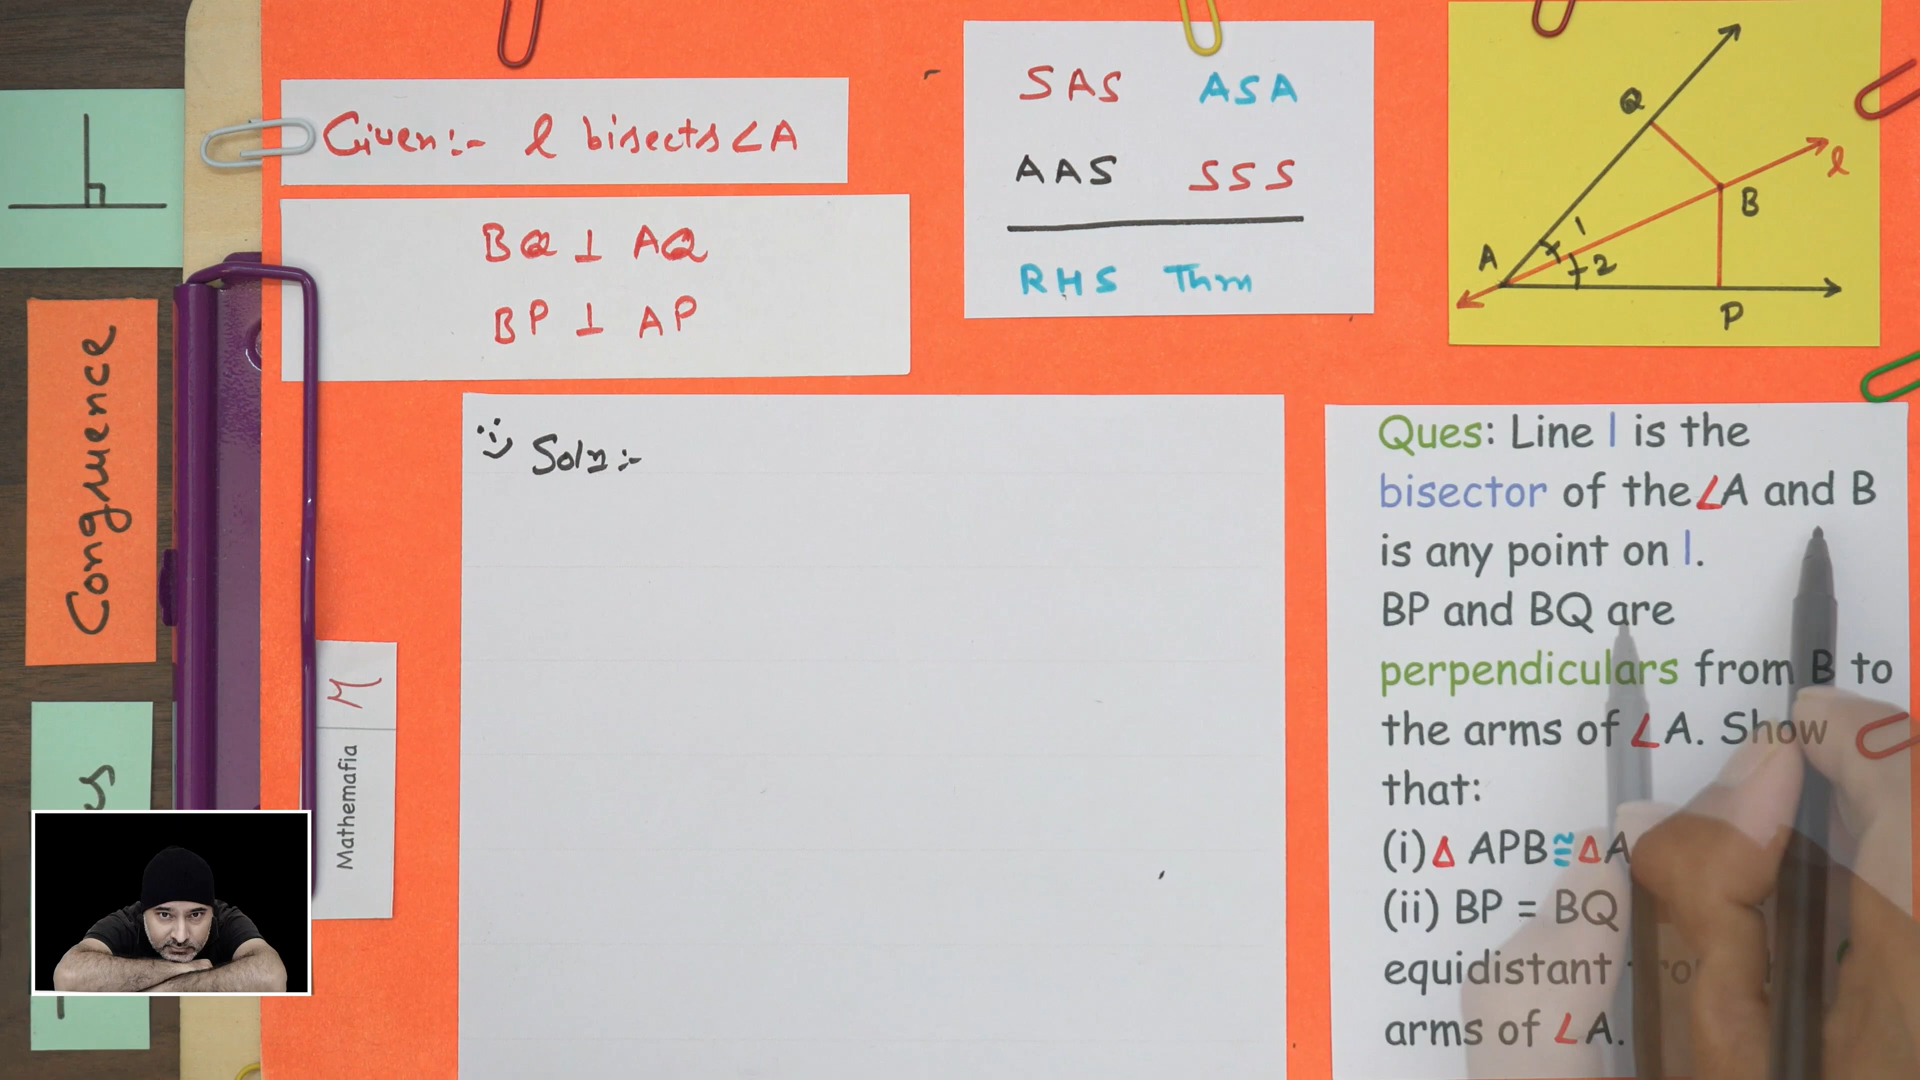 Given:- l bisects ∠A
BQ ⊥ AQ
BP ⊥ AP
SAS ASA
AAS SSS
RHS Thm
Q
l
B
A
1
2
P
Congruence
M
Mathemafia
Soln:-
Ques: Line l is the
bisector of the ∠A and B
is any point on l.
BP and BQ are
perpendiculars from B to
the arms of ∠A. Show
that:
(i) Δ APB ≅ Δ A
(ii) BP = BQ
equidistant
arms of ∠A.